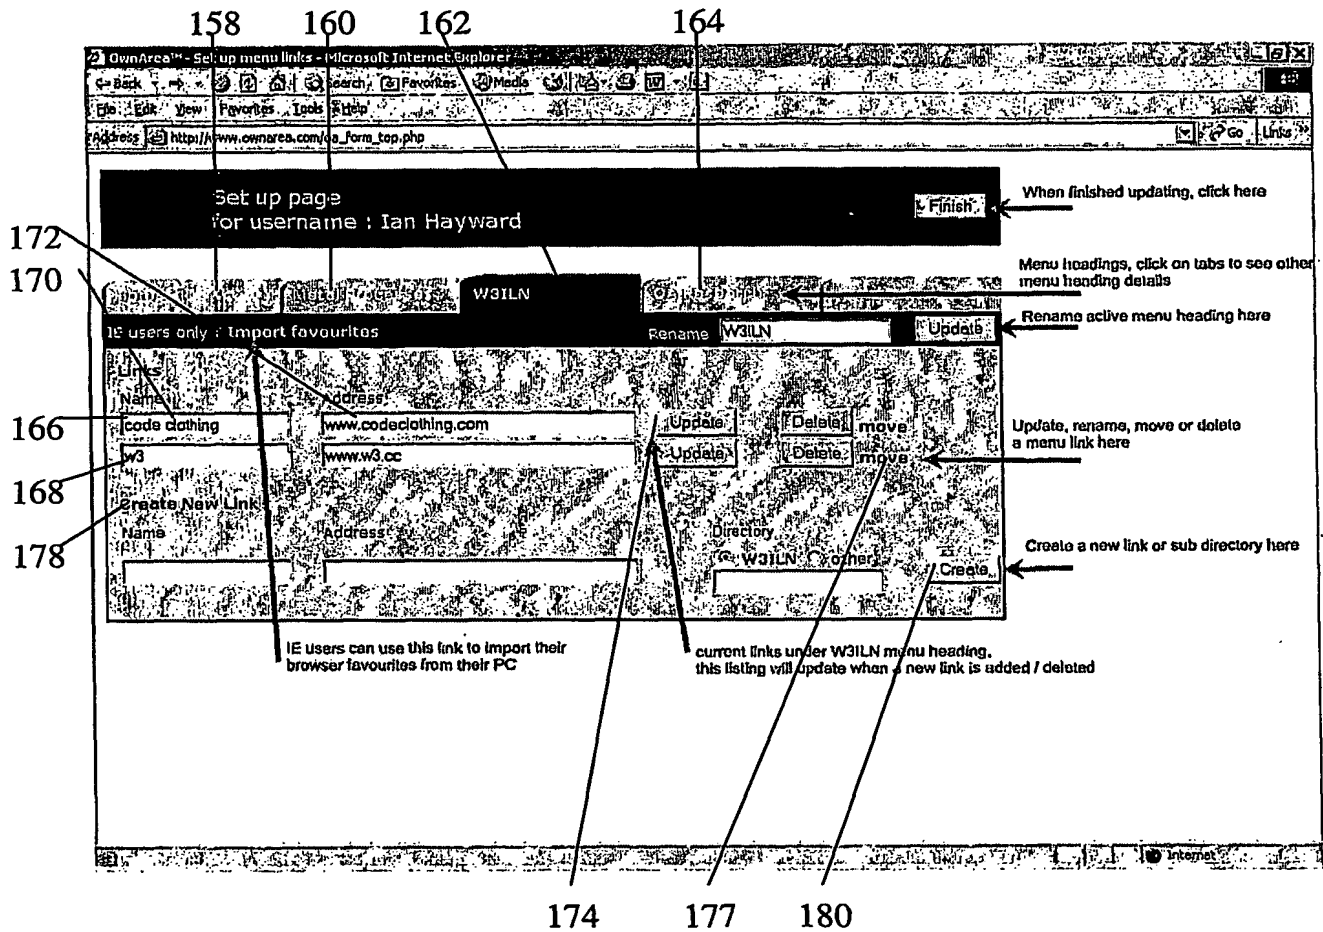 158 160 162 164
OwnArea™ - Set up menu links - Microsoft Internet Explorer
Back Search Favorites Media
File Edit View Favorites Tools Help
Address http://www.ownarea.com/oa_form_top.php Go Links
Set up page
for username : Ian Hayward
Finish
When finished updating, click here
172
170
Menu headings, click on tabs to see other
menu heading details
W3ILN
IE users only : Import favourites
Rename W3ILN Update
Rename active menu heading here
Links
Name Address
166
code clothing www.codeclothing.com Update Delete move
Update, rename, move or delete
a menu link here
w3 www.w3.cc Update Delete move
168
Create New Link
178
Name Address Directory
W3ILN other
Create
Create a new link or sub directory here
IE users can use this link to import their
browser favourites from their PC
current links under W3ILN menu heading,
this listing will update when a new link is added / deleted
Internet
174 177 180